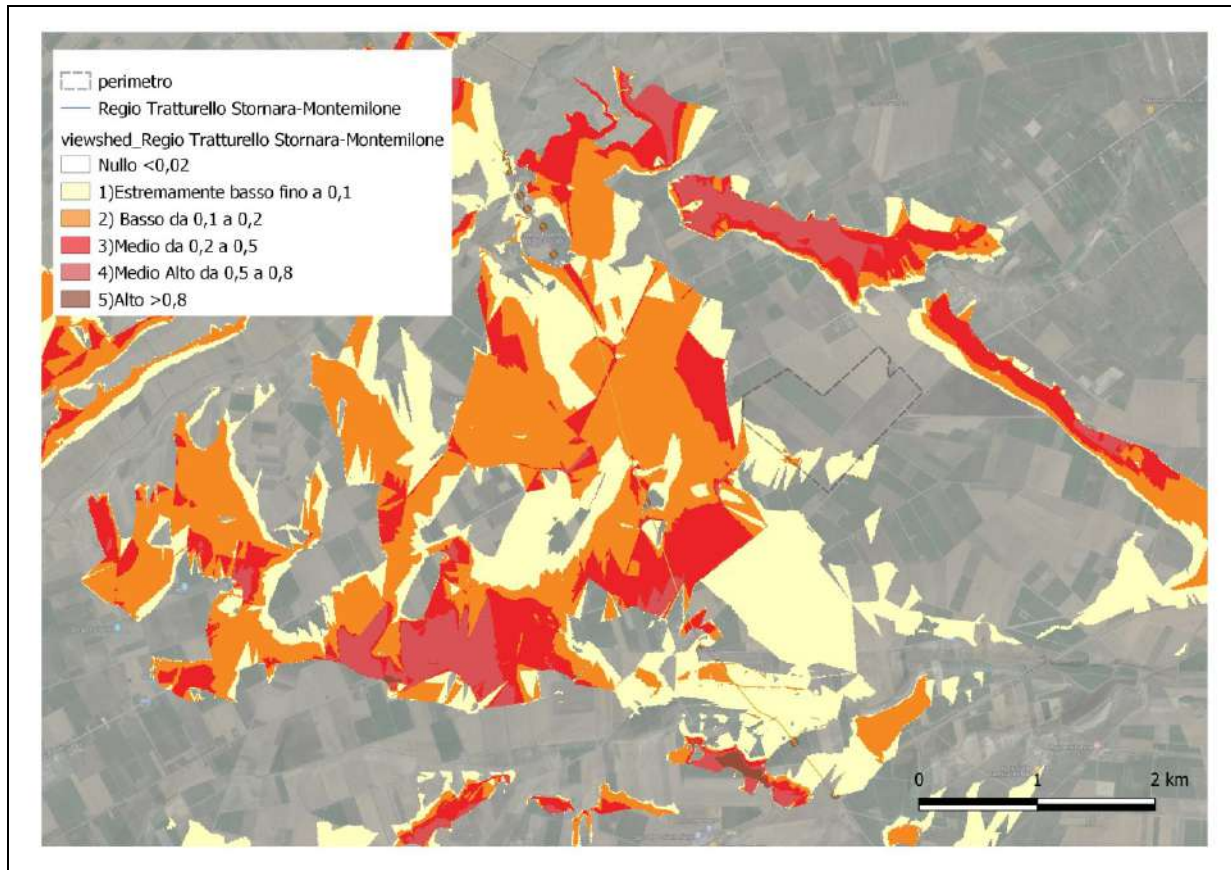 perimetro
Regio Tratturello Stornara-Montemilone
viewshed_Regio Tratturello Stornara-Montemilone
Nullo <0,02
1)Estremamente basso fino a 0,1
2) Basso da 0,1 a 0,2
3)Medio da 0,2 a 0,5
4)Medio Alto da 0,5 a 0,8
5)Alto >0,8
0 1 2 km